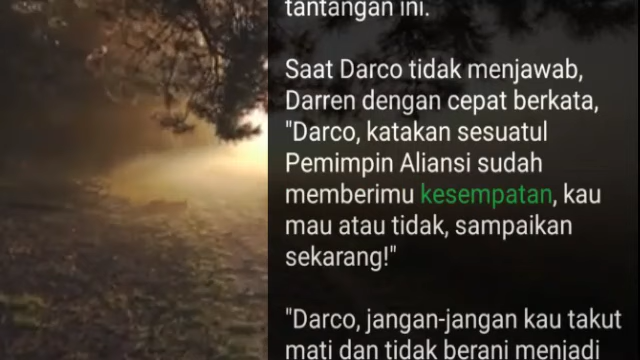 tantangan ini.
Saat Darco tidak menjawab,
Darren dengan cepat berkata,
"Darco, katakan sesuatul
Pemimpin Aliansi sudah
memberimu kesempatan, kau
mau atau tidak, sampaikan
sekarang!"
"Darco, jangan-jangan kau takut
mati dan tidak berani menjadi